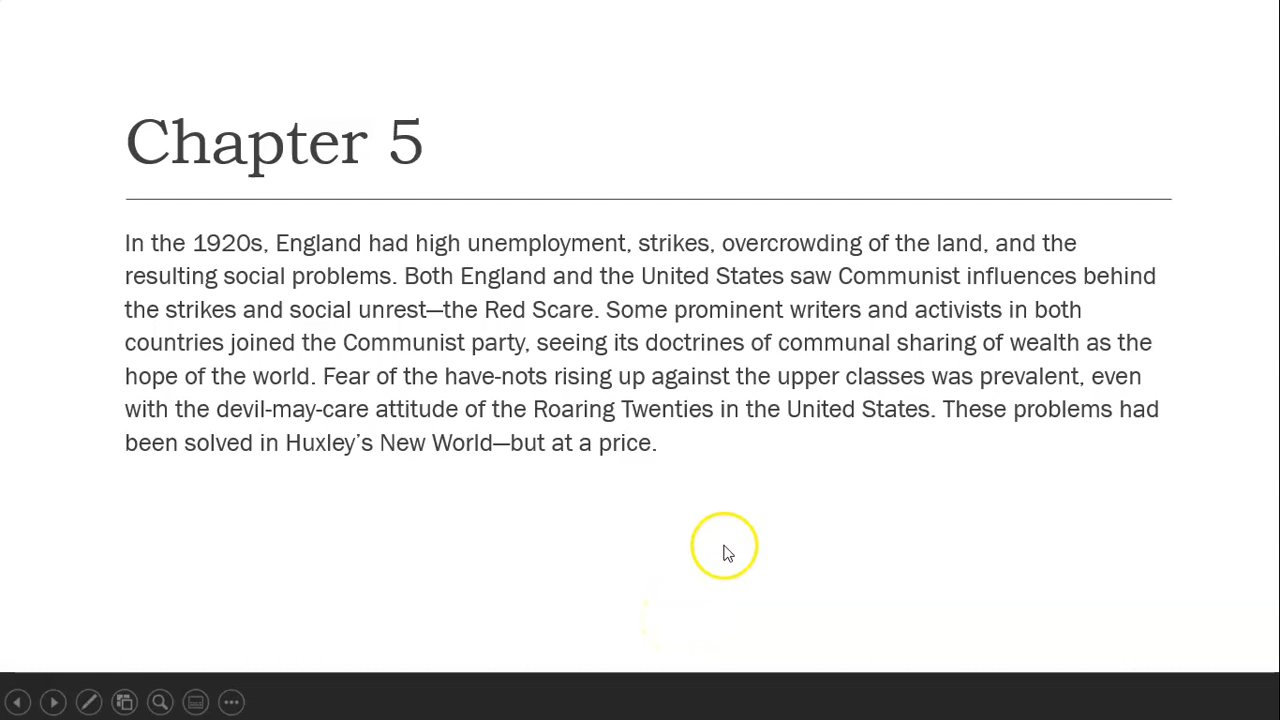 Chapter 5
In the 1920s, England had high unemployment, strikes, overcrowding of the land, and the
resulting social problems. Both England and the United States saw Communist influences behind
the strikes and social unrest—the Red Scare. Some prominent writers and activists in both
countries joined the Communist party, seeing its doctrines of communal sharing of wealth as the
hope of the world. Fear of the have-nots rising up against the upper classes was prevalent, even
with the devil-may-care attitude of the Roaring Twenties in the United States. These problems had
been solved in Huxley’s New World—but at a price.